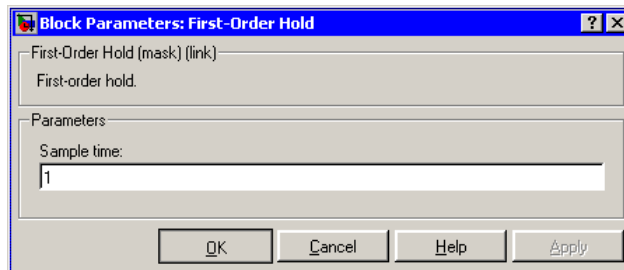 Block Parameters: First-Order Hold
First-Order Hold (mask) (link)
First-order hold.
Parameters
Sample time:
1
OK Cancel Help Apply